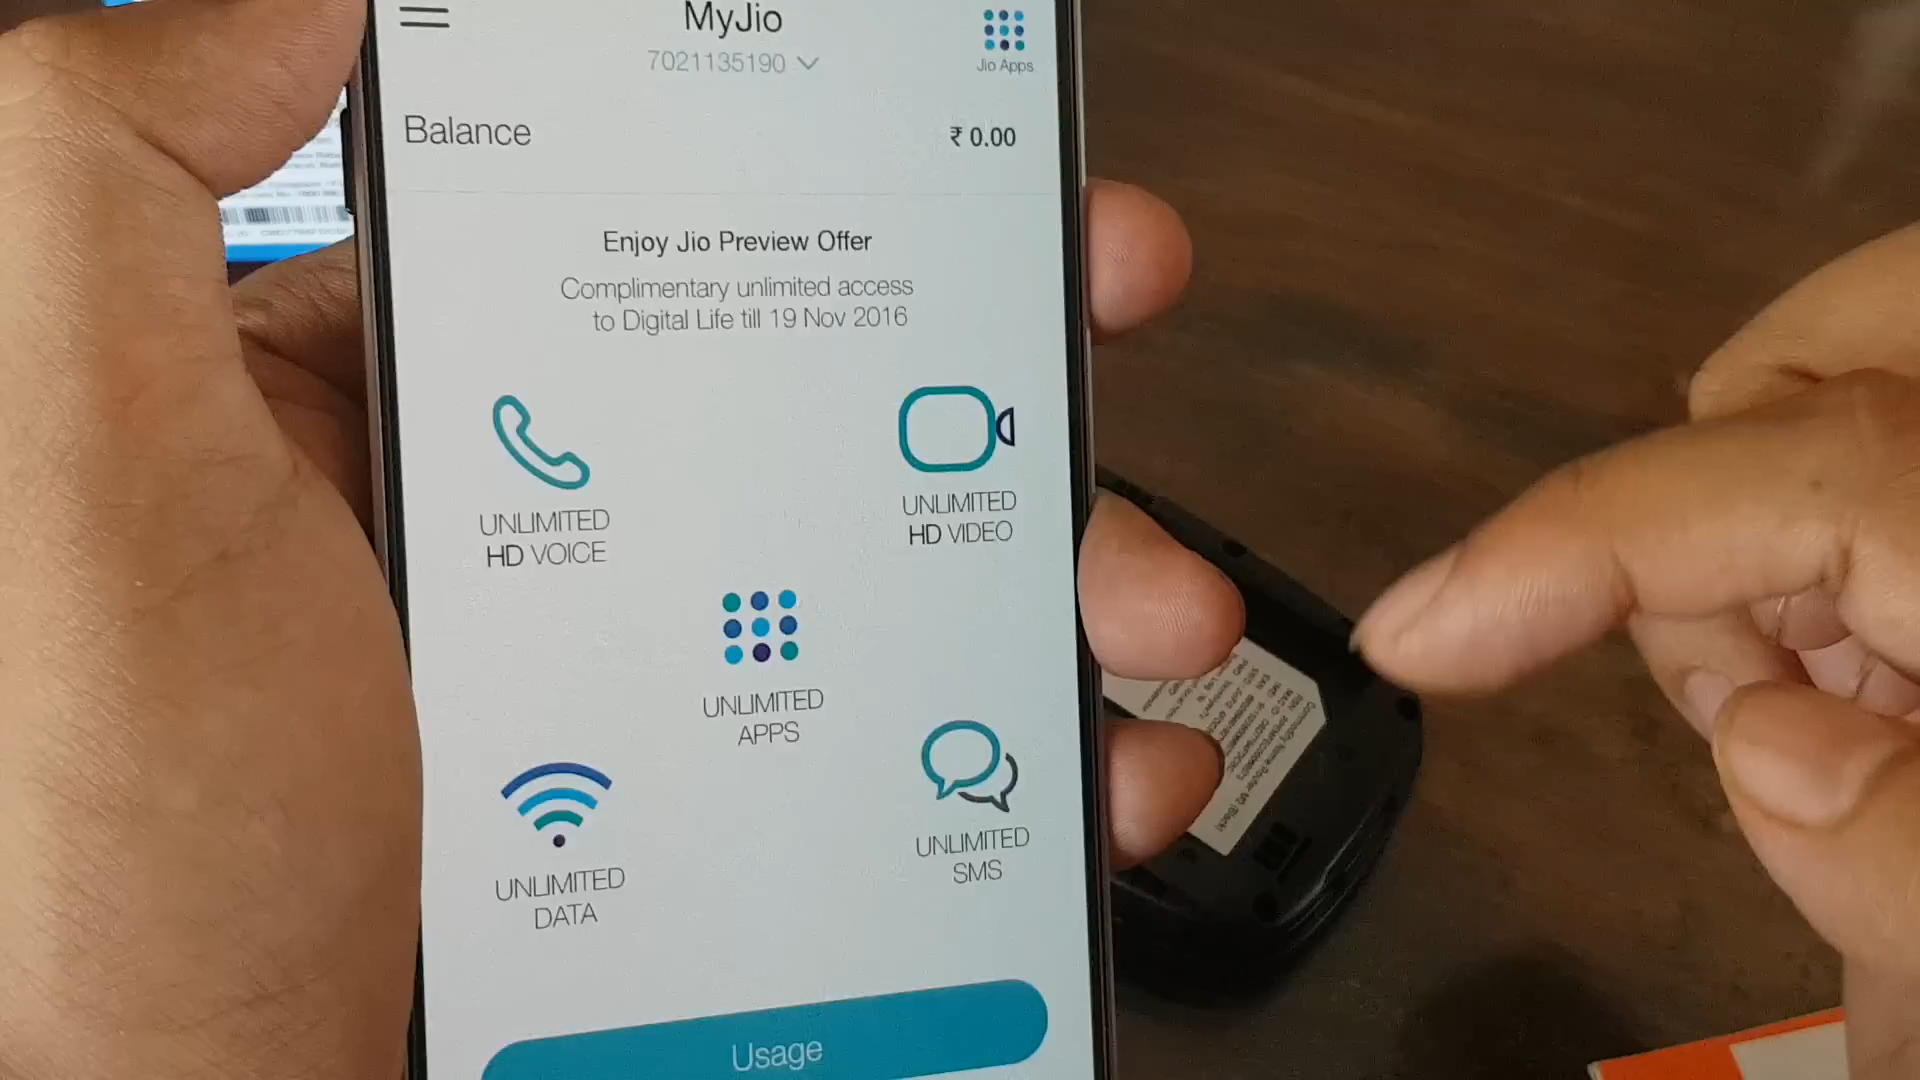 MyJio
7021135190
Jio Apps
Balance
₹ 0.00
Enjoy Jio Preview Offer
Complimentary unlimited access
to Digital Life till 19 Nov 2016
UNLIMITED
HD VOICE
UNLIMITED
HD VIDEO
UNLIMITED
APPS
UNLIMITED
DATA
UNLIMITED
SMS
Usage